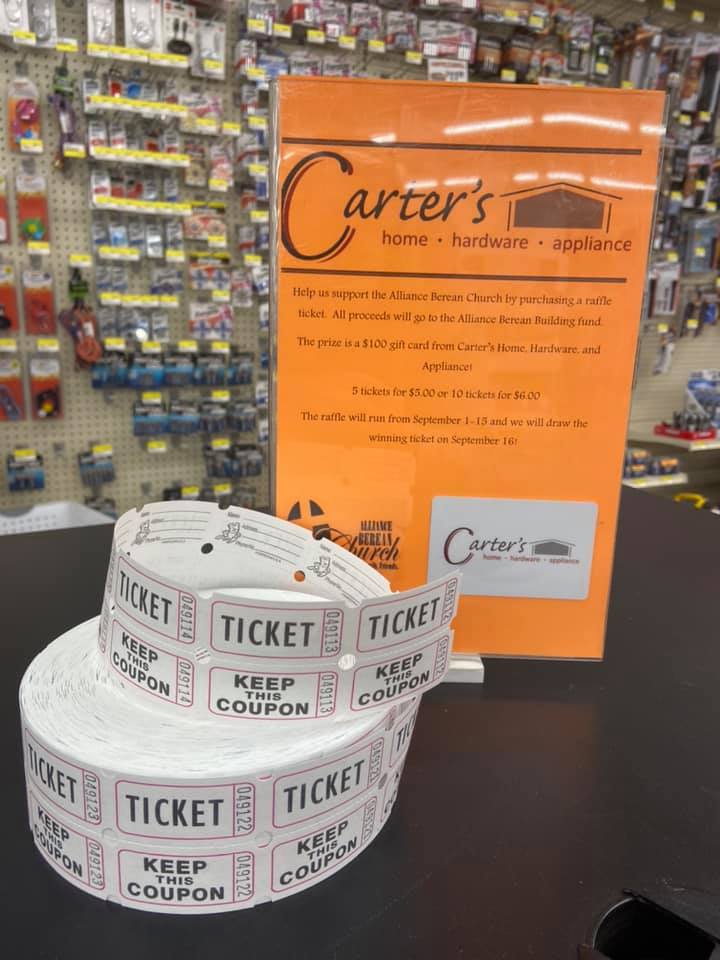 Carter's
home • hardware • appliance
Help us support the Alliance Berean Church by purchasing a raffle
ticket. All proceeds will go to the Alliance Berean Building fund.
The prize is a $100 gift card from Carter's Home, Hardware, and
Appliance!
5 tickets for $5.00 or 10 tickets for $6.00
The raffle will run from September 1-15 and we will draw the
winning ticket on September 16!
ALLIANCE
BEREAN
Church
Carter's
home • hardware • appliance
TICKET 049114
TICKET 049113
TICKET
KEEP
THIS
COUPON 049114
KEEP
THIS
COUPON 049113
KEEP
THIS
COUPON
TICKET 049123
TICKET 049122
TICKET
KEEP
THIS
COUPON 049123
KEEP
THIS
COUPON 049122
KEEP
THIS
COUPON